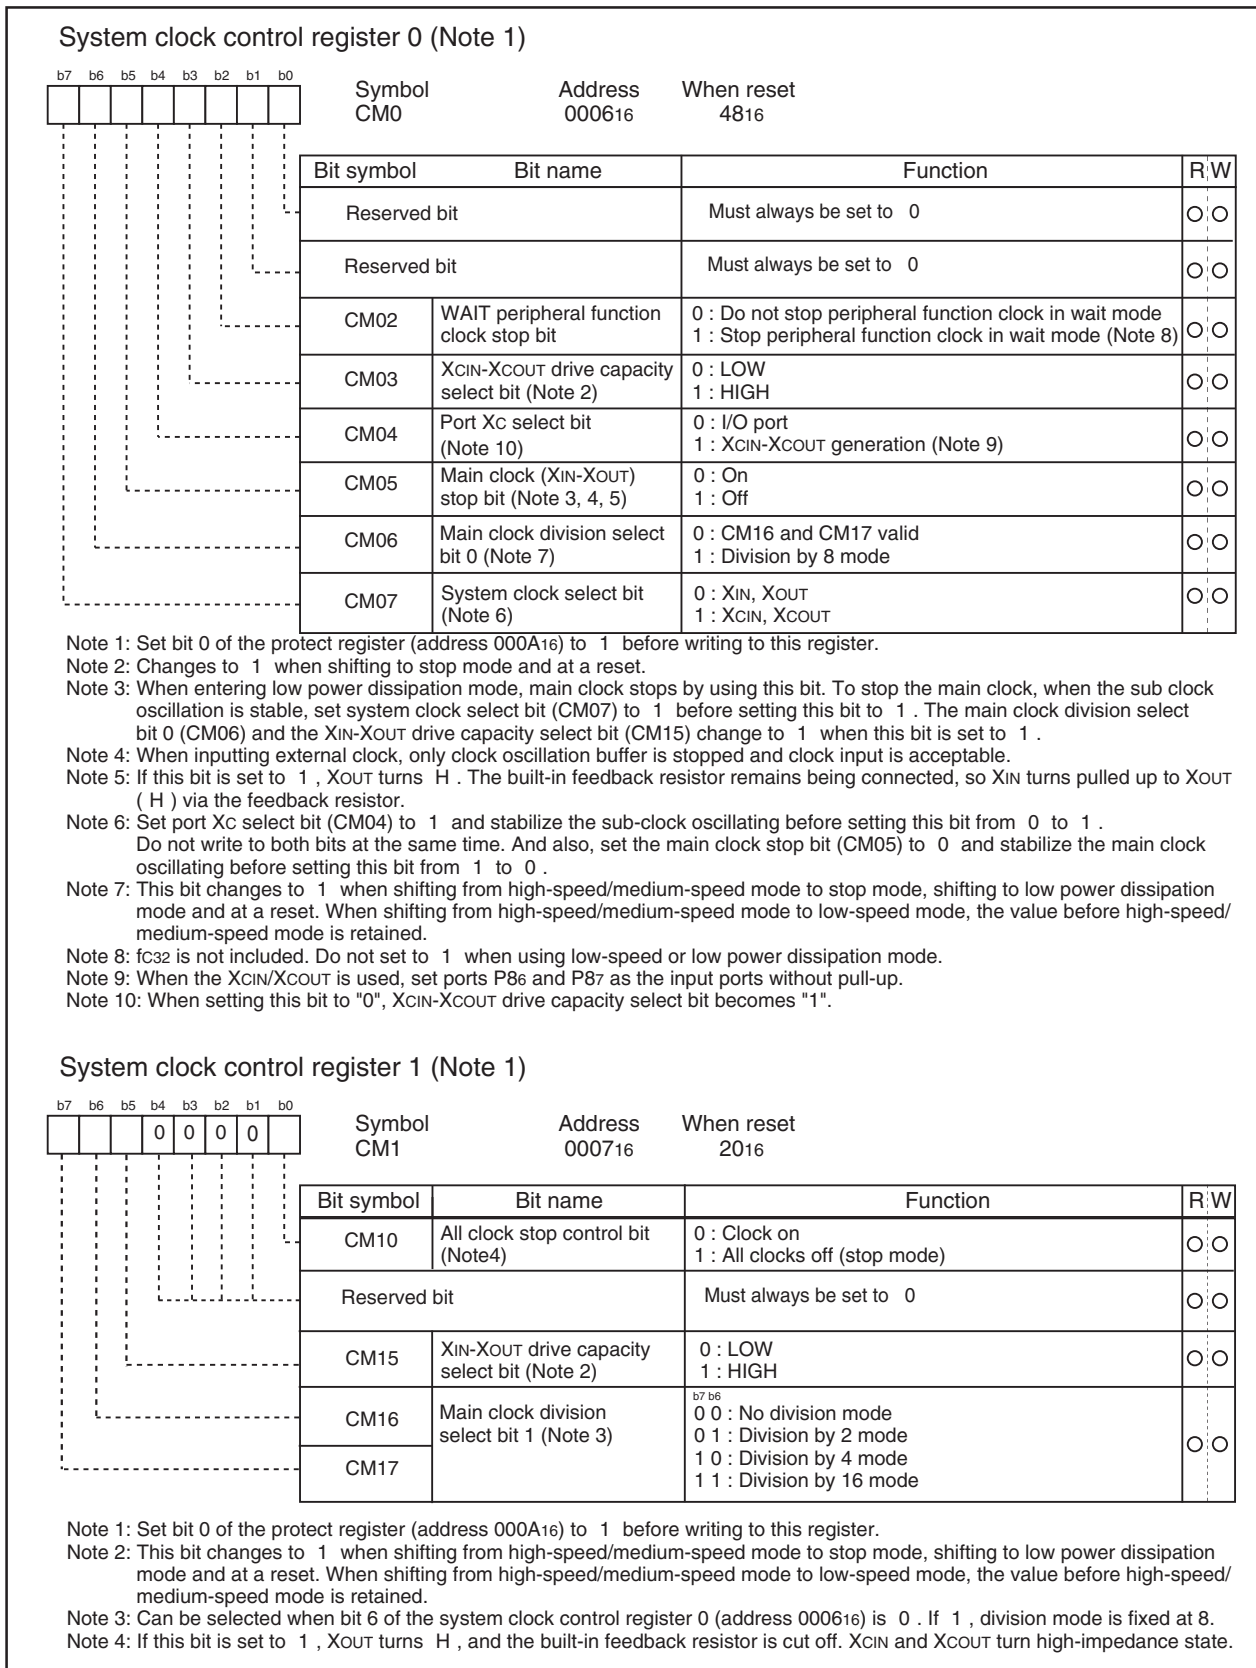 System clock control register 0 (Note 1)
b7 b6 b5 b4 b3 b2 b1 b0
Symbol Address When reset
CM0 000616 4816
Bit symbol Bit name Function R W
Reserved bit Must always be set to 0
Reserved bit Must always be set to 0
CM02 WAIT peripheral function clock stop bit 0 : Do not stop peripheral function clock in wait mode
1 : Stop peripheral function clock in wait mode (Note 8)
CM03 XCIN-XCOUT drive capacity select bit (Note 2) 0 : LOW
1 : HIGH
CM04 Port XC select bit (Note 10) 0 : I/O port
1 : XCIN-XCOUT generation (Note 9)
CM05 Main clock (XIN-XOUT) stop bit (Note 3, 4, 5) 0 : On
1 : Off
CM06 Main clock division select bit 0 (Note 7) 0 : CM16 and CM17 valid
1 : Division by 8 mode
CM07 System clock select bit (Note 6) 0 : XIN, XOUT
1 : XCIN, XCOUT
Note 1: Set bit 0 of the protect register (address 000A16) to 1 before writing to this register.
Note 2: Changes to 1 when shifting to stop mode and at a reset.
Note 3: When entering low power dissipation mode, main clock stops by using this bit. To stop the main clock, when the sub clock
oscillation is stable, set system clock select bit (CM07) to 1 before setting this bit to 1 . The main clock division select
bit 0 (CM06) and the XIN-XOUT drive capacity select bit (CM15) change to 1 when this bit is set to 1 .
Note 4: When inputting external clock, only clock oscillation buffer is stopped and clock input is acceptable.
Note 5: If this bit is set to 1 , XOUT turns H . The built-in feedback resistor remains being connected, so XIN turns pulled up to XOUT
( H ) via the feedback resistor.
Note 6: Set port XC select bit (CM04) to 1 and stabilize the sub-clock oscillating before setting this bit from 0 to 1 .
Do not write to both bits at the same time. And also, set the main clock stop bit (CM05) to 0 and stabilize the main clock
oscillating before setting this bit from 1 to 0 .
Note 7: This bit changes to 1 when shifting from high-speed/medium-speed mode to stop mode, shifting to low power dissipation
mode and at a reset. When shifting from high-speed/medium-speed mode to low-speed mode, the value before high-speed/
medium-speed mode is retained.
Note 8: fC32 is not included. Do not set to 1 when using low-speed or low power dissipation mode.
Note 9: When the XCIN/XCOUT is used, set ports P86 and P87 as the input ports without pull-up.
Note 10: When setting this bit to "0", XCIN-XCOUT drive capacity select bit becomes "1".
System clock control register 1 (Note 1)
b7 b6 b5 b4 b3 b2 b1 b0
0 0 0 0
Symbol Address When reset
CM1 000716 2016
Bit symbol Bit name Function R W
CM10 All clock stop control bit (Note4) 0 : Clock on
1 : All clocks off (stop mode)
Reserved bit Must always be set to 0
CM15 XIN-XOUT drive capacity select bit (Note 2) 0 : LOW
1 : HIGH
CM16 Main clock division select bit 1 (Note 3) b7 b6
0 0 : No division mode
0 1 : Division by 2 mode
CM17 1 0 : Division by 4 mode
1 1 : Division by 16 mode
Note 1: Set bit 0 of the protect register (address 000A16) to 1 before writing to this register.
Note 2: This bit changes to 1 when shifting from high-speed/medium-speed mode to stop mode, shifting to low power dissipation
mode and at a reset. When shifting from high-speed/medium-speed mode to low-speed mode, the value before high-speed/
medium-speed mode is retained.
Note 3: Can be selected when bit 6 of the system clock control register 0 (address 000616) is 0 . If 1 , division mode is fixed at 8.
Note 4: If this bit is set to 1 , XOUT turns H , and the built-in feedback resistor is cut off. XCIN and XCOUT turn high-impedance state.